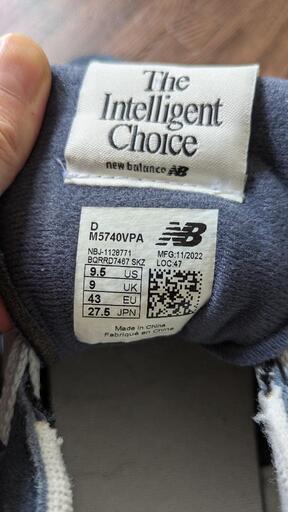 The
Intelligent
Choice
new balance NB
D
M5740VPA NB
NBJ-1128771 MFG:11/2022
BQRRD7467 SKZ LOC:47
9.5 US
9 UK
43 EU
27.5 JPN
Made in China
Fabriqué en Chine